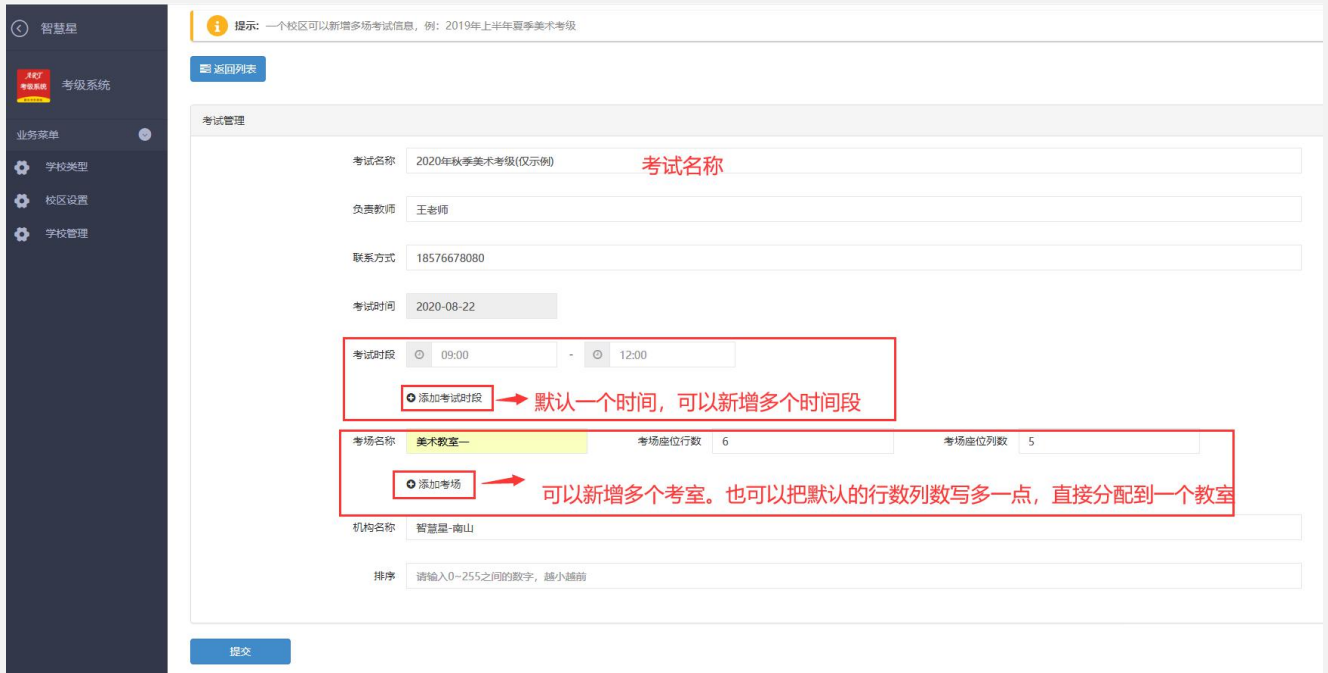 智慧星
提示: 一个校区可以新增多场考试信息，例：2019年上半年夏季美术考级
返回列表
ART
考级系统
考级系统
业务菜单
学校类型
校区设置
学校管理
考试管理
考试名称 2020年秋季美术考级(仅示例) 考试名称
负责教师 王老师
联系方式 18576678080
考试时间 2020-08-22
考试时段 09:00 - 12:00
添加考试时段 默认一个时间，可以新增多个时间段
考场名称 美术教室一 考场座位行数 6 考场座位列数 5
添加考场 可以新增多个考室。也可以把默认的行数列数写多一点，直接分配到一个教室
机构名称 智慧星-南山
排序 请输入0~255之间的数字，越小越前
提交